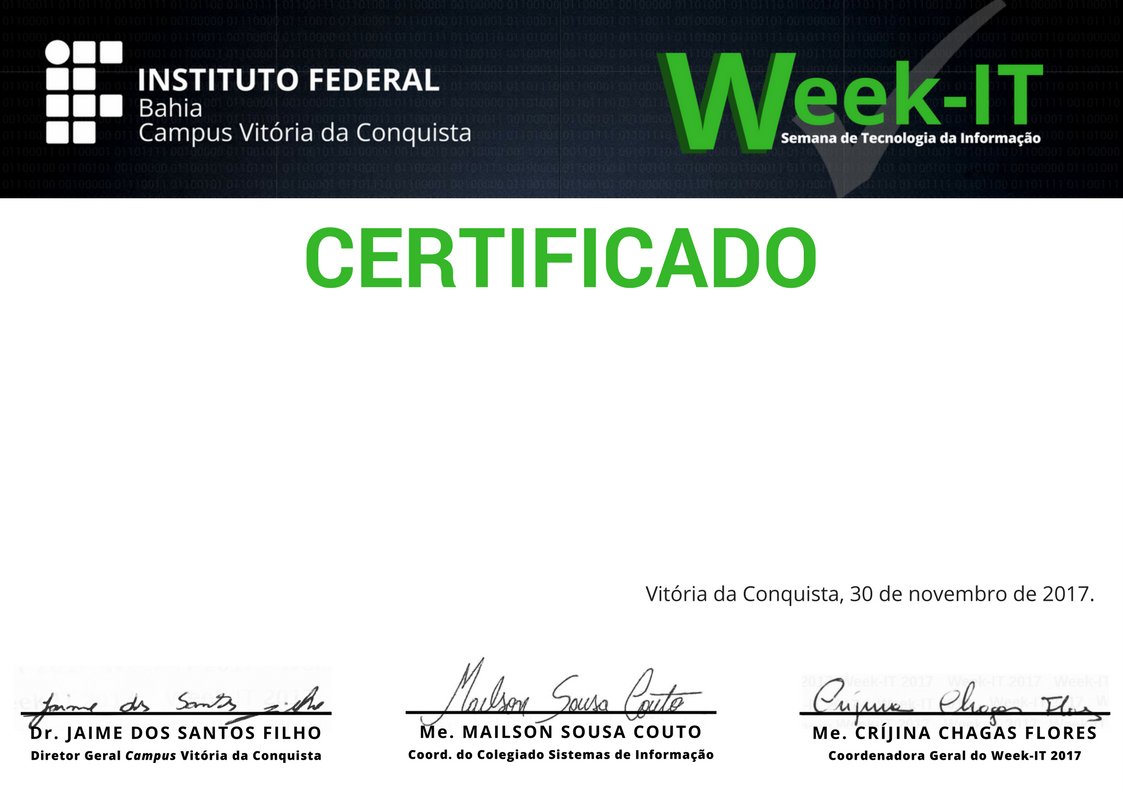 INSTITUTO FEDERAL
Bahia
Campus Vitória da Conquista
Week-IT
Semana de Tecnologia da Informação
CERTIFICADO
Vitória da Conquista, 30 de novembro de 2017.
Jaime dos Santos Filho
Mailson Sousa Couto
Críjina Chagas Flores
Dr. JAIME DOS SANTOS FILHO
Me. MAILSON SOUSA COUTO
Me. CRÍJINA CHAGAS FLORES
Diretor Geral Campus Vitória da Conquista
Coord. do Colegiado Sistemas de Informação
Coordenadora Geral do Week-IT 2017